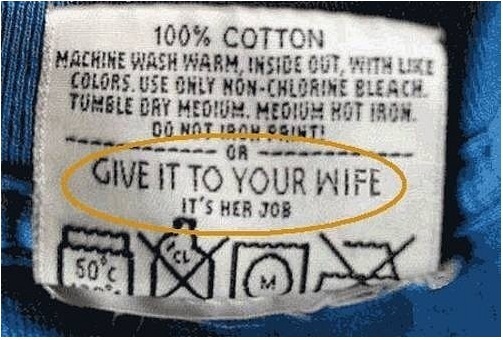 100% COTTON
MACHINE WASH WARM, INSIDE OUT, WITH LIKE
COLORS. USE ONLY NON-CHLORINE BLEACH.
TUMBLE DRY MEDIUM. MEDIUM HOT IRON.
DO NOT IRON PRINT!
OR
GIVE IT TO YOUR WIFE
IT'S HER JOB
50°C CL M